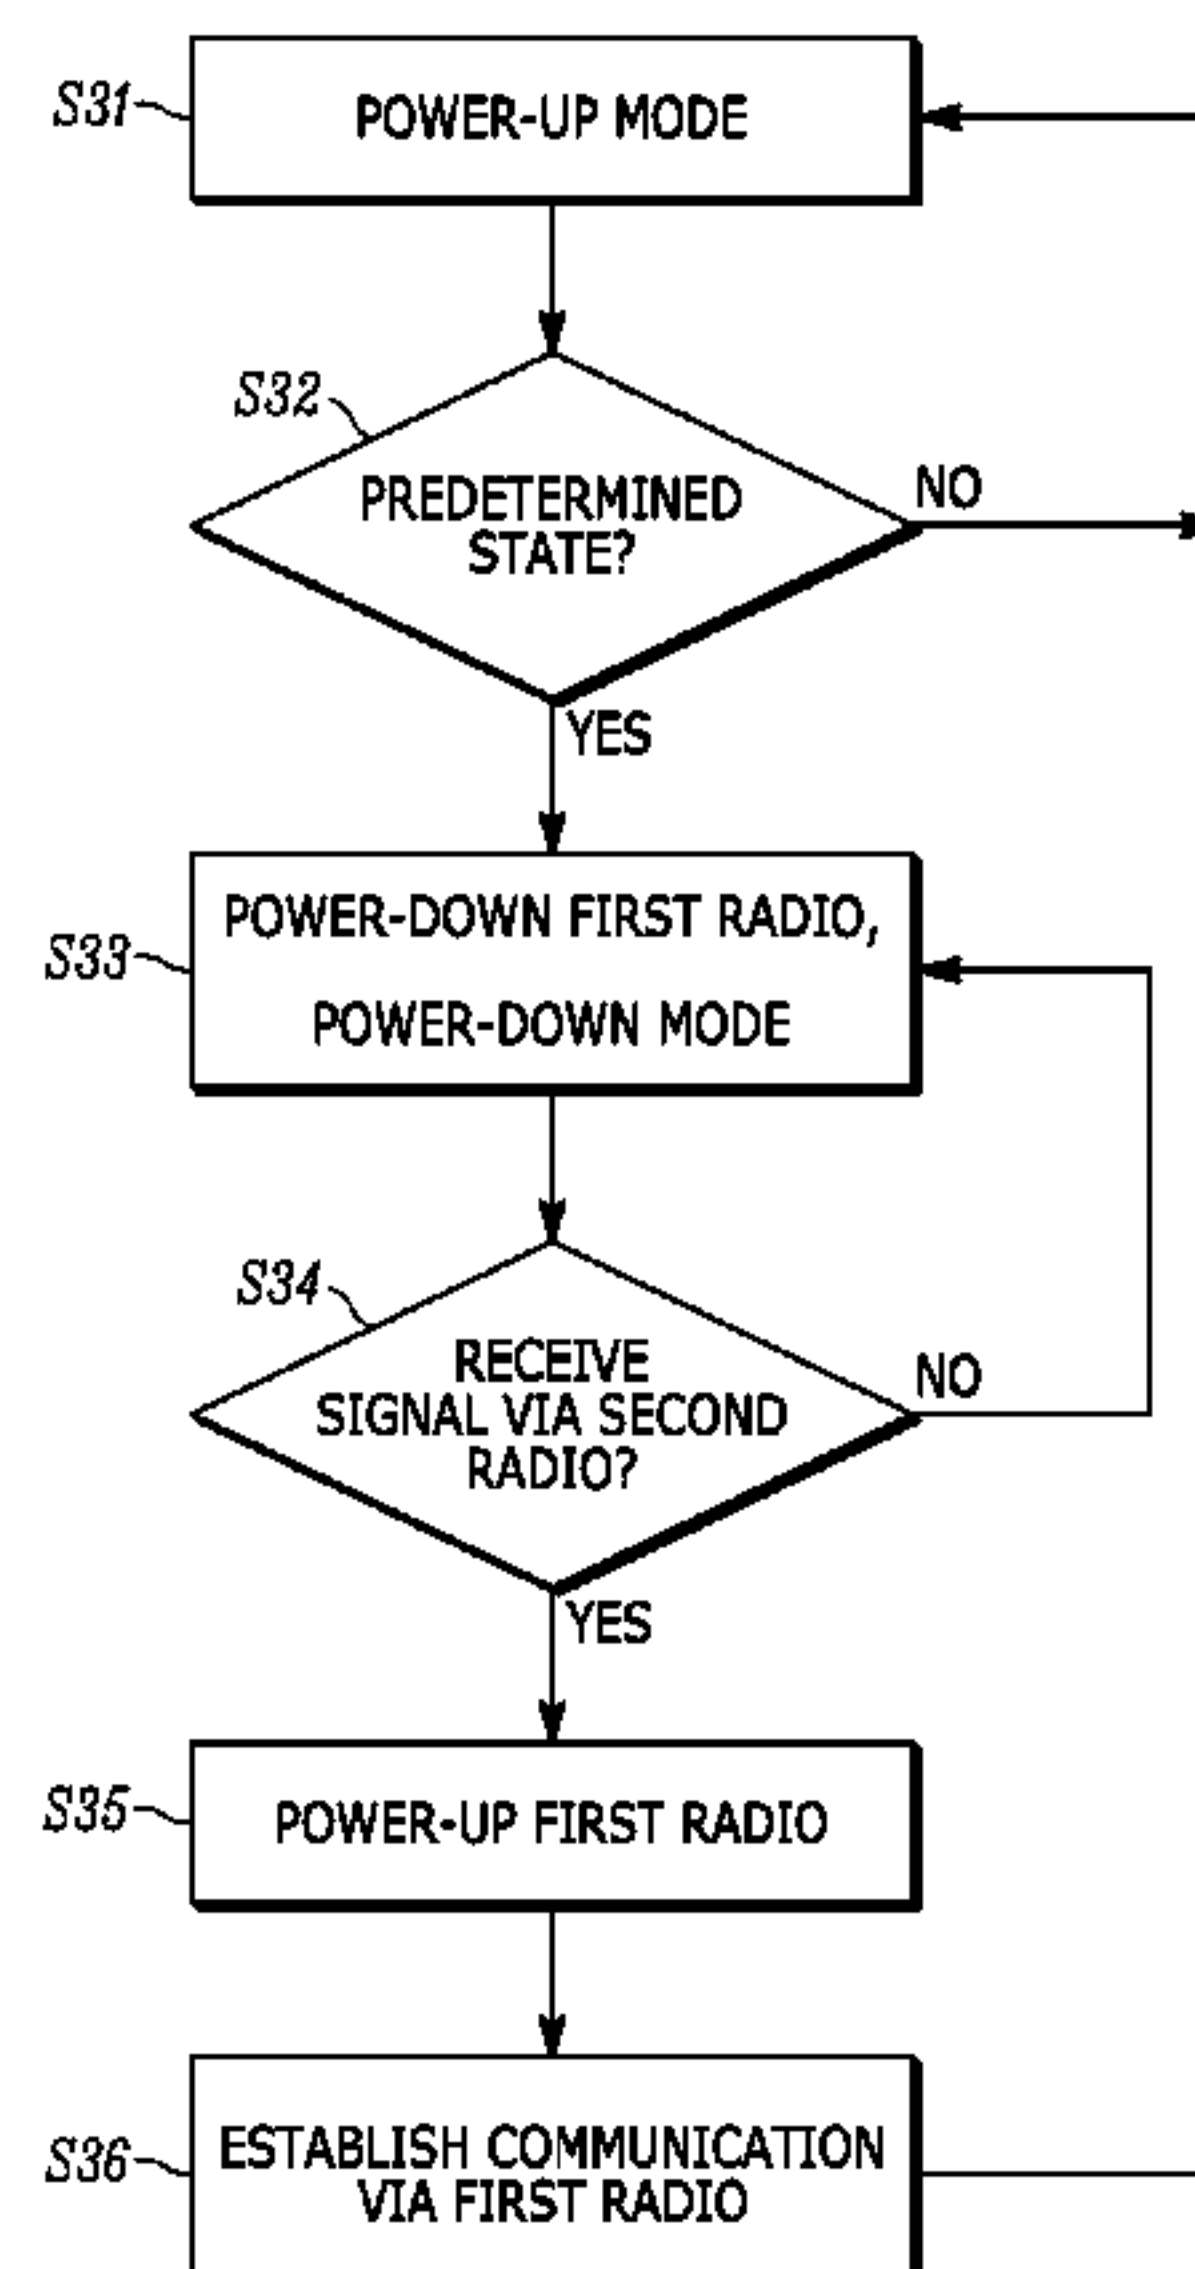 S31
POWER-UP MODE
S32
PREDETERMINED
STATE?
NO
YES
S33
POWER-DOWN FIRST RADIO,
POWER-DOWN MODE
S34
RECEIVE
SIGNAL VIA SECOND
RADIO?
NO
YES
S35
POWER-UP FIRST RADIO
S36
ESTABLISH COMMUNICATION
VIA FIRST RADIO